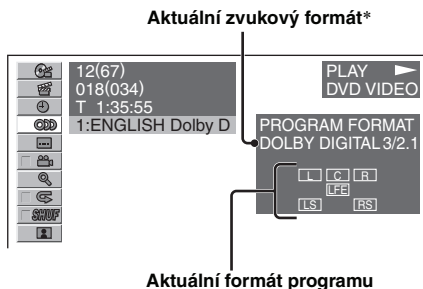 Aktuální zvukový formát*
12(67)
018(034)
T 1:35:55
1:ENGLISH Dolby D
PLAY
DVD VIDEO
PROGRAM FORMAT
DOLBY DIGITAL 3/2.1
L C R
LFE
LS RS
SHUF
Aktuální formát programu